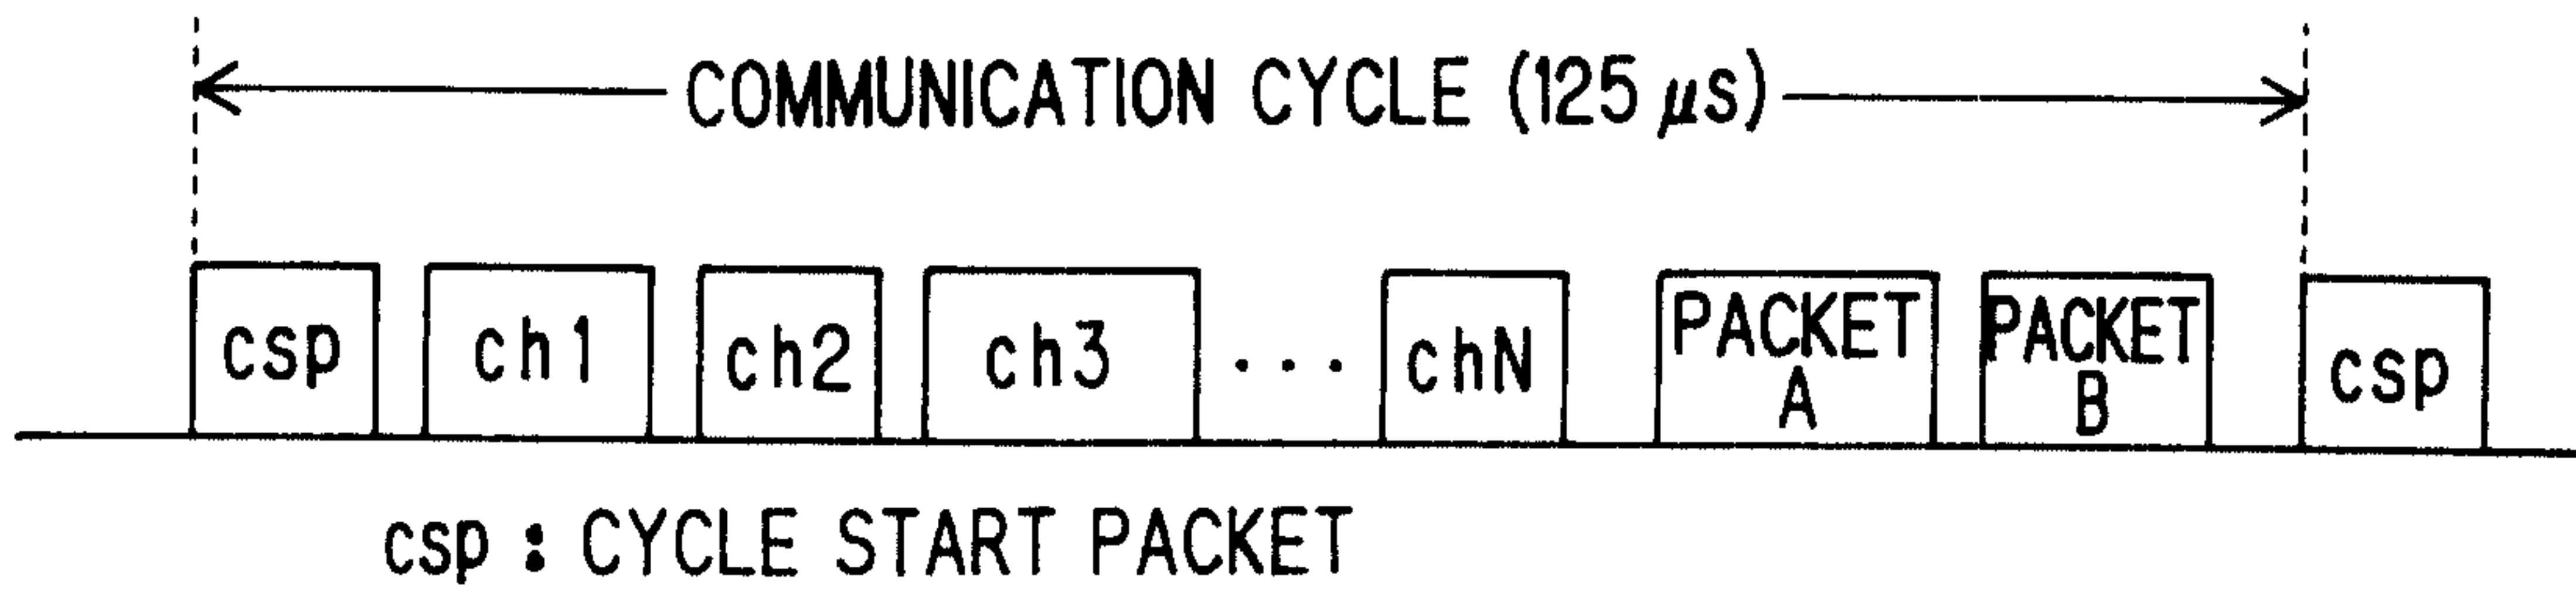 COMMUNICATION CYCLE (125 μs)
csp ch1 ch2 ch3 ... chN PACKET A PACKET B csp
csp : CYCLE START PACKET